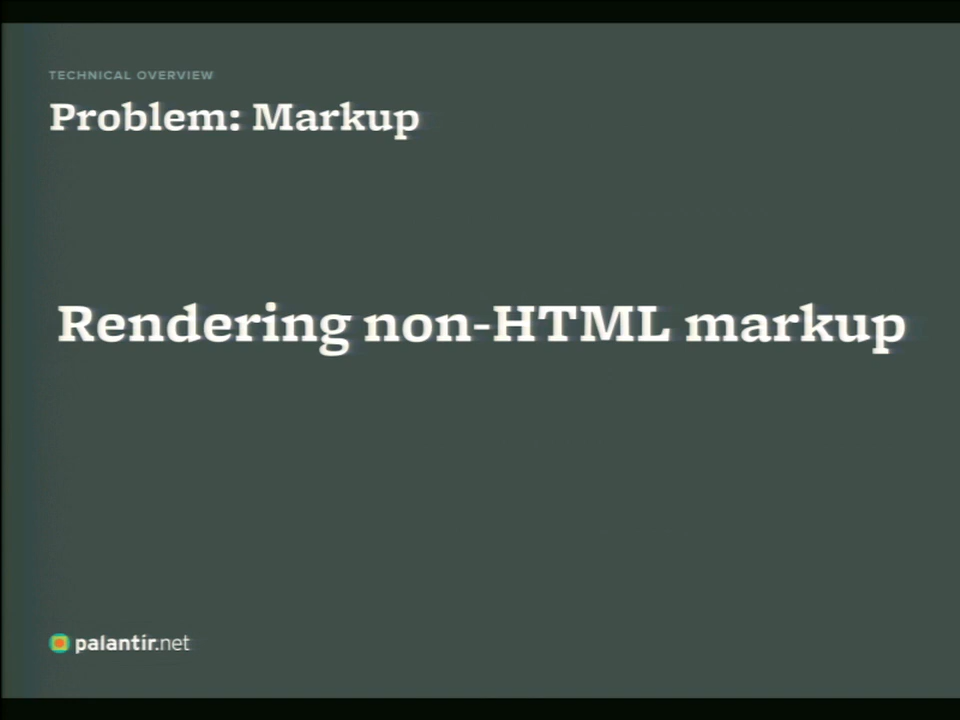 TECHNICAL OVERVIEW
Problem: Markup
Rendering non-HTML markup
palantir.net